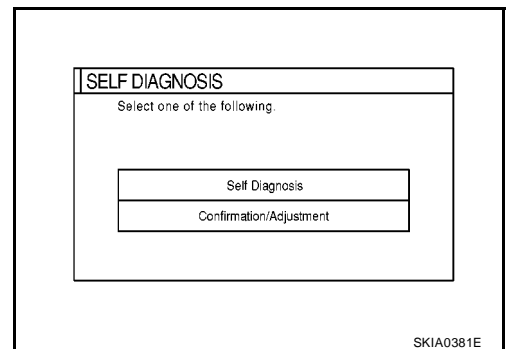 SELF DIAGNOSIS
Select one of the following.
Self Diagnosis
Confirmation/Adjustment
SKIA0381E